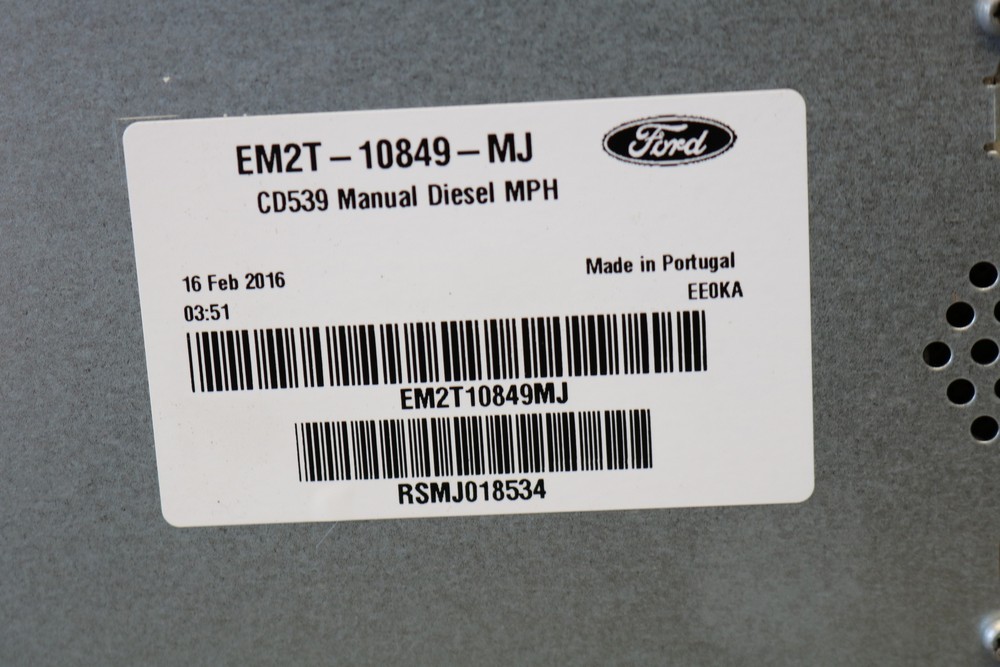 EM2T – 10849 – MJ
Ford
CD539 Manual Diesel MPH
16 Feb 2016
Made in Portugal
03:51
EE0KA
EM2T10849MJ
RSMJ018534